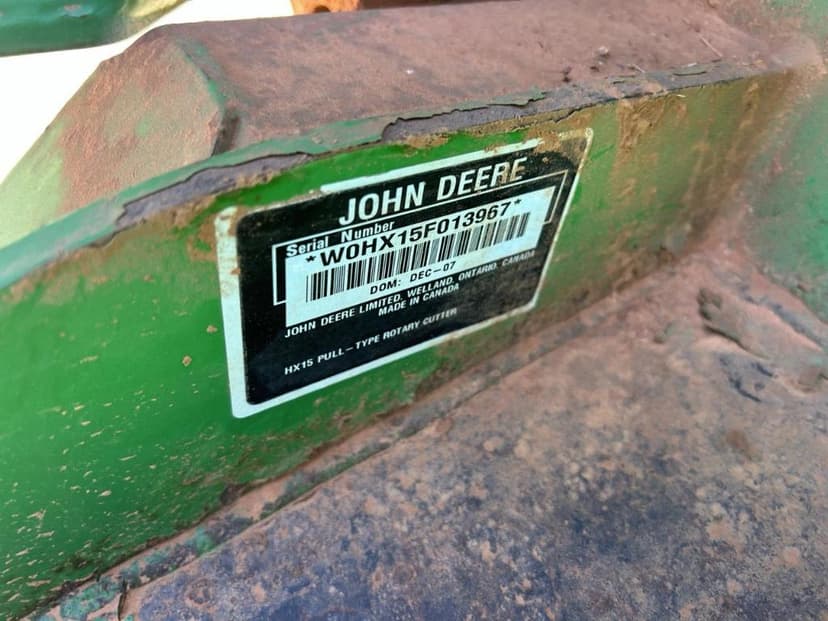 JOHN DEERE
Serial Number
*W0HX15F013967*
DOM: DEC-07
JOHN DEERE LIMITED, WELLAND, ONTARIO, CANADA
MADE IN CANADA
HX15 PULL-TYPE ROTARY CUTTER